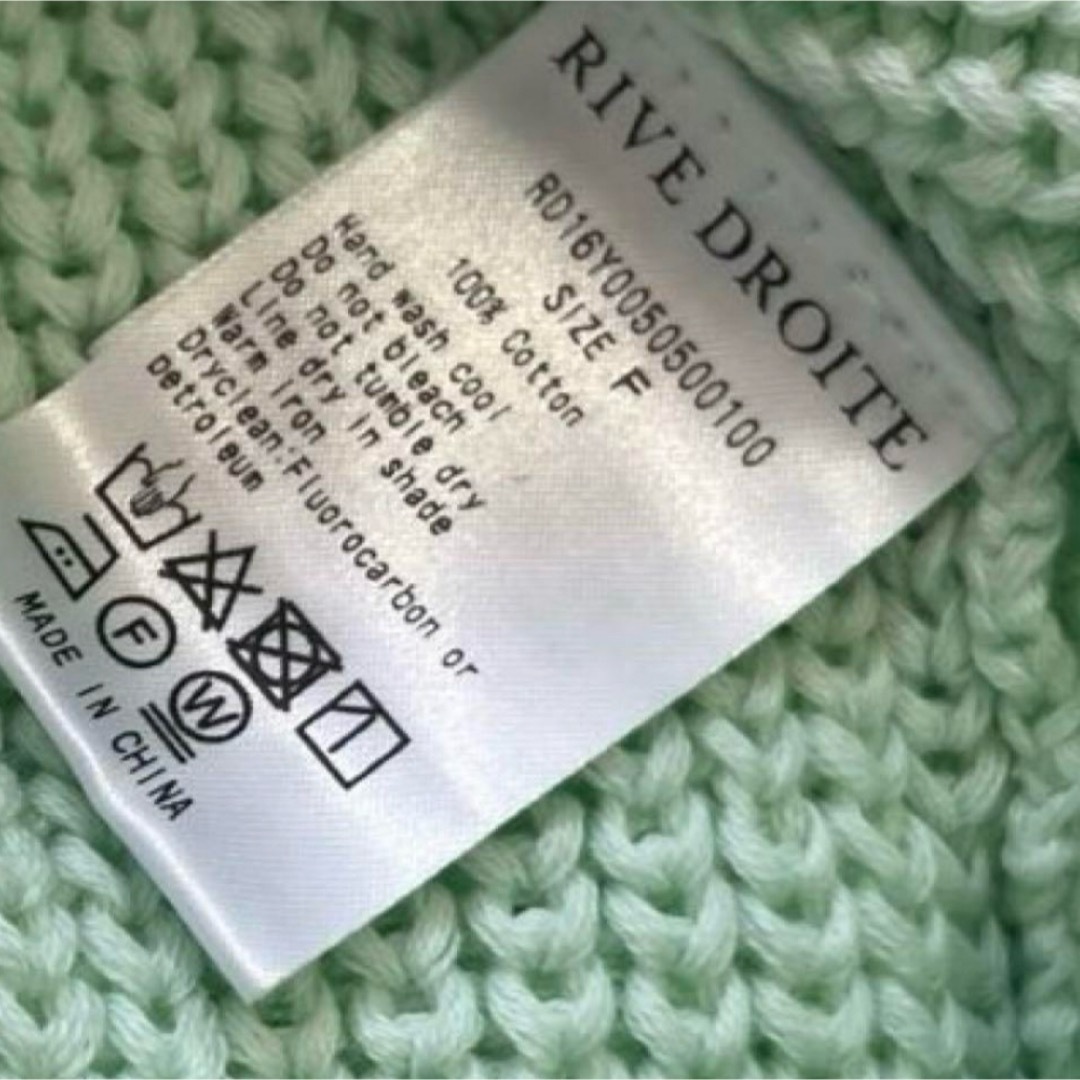 RIVE DROITE
RD16Y00505000100
SIZE F
100% Cotton
Hand wash cool
Do not bleach
Do not tumble dry
Line dry in shade
Warm iron
Dryclean:Fluorocarbon or
petroleum
F
W
MADE IN CHINA